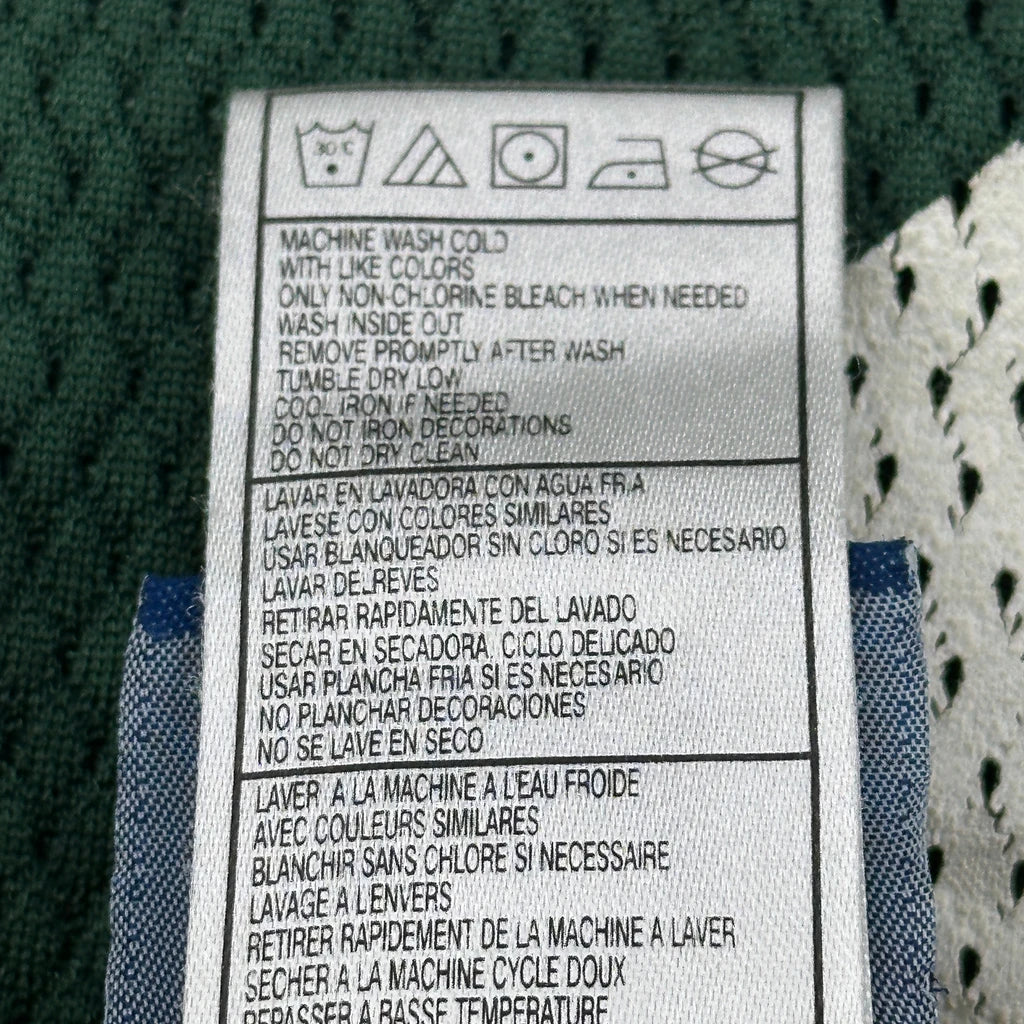 30°C
MACHINE WASH COLD
WITH LIKE COLORS
ONLY NON-CHLORINE BLEACH WHEN NEEDED
WASH INSIDE OUT
REMOVE PROMPTLY AFTER WASH
TUMBLE DRY LOW
COOL IRON IF NEEDED
DO NOT IRON DECORATIONS
DO NOT DRY CLEAN
LAVAR EN LAVADORA CON AGUA FRIA
LAVESE CON COLORES SIMILARES
USAR BLANQUEADOR SIN CLORO SI ES NECESARIO
LAVAR DEL REVES
RETIRAR RAPIDAMENTE DEL LAVADO
SECAR EN SECADORA, CICLO DELICADO
USAR PLANCHA FRIA SI ES NECESARIO
NO PLANCHAR DECORACIONES
NO SE LAVE EN SECO
LAVER A LA MACHINE A L'EAU FROIDE
AVEC COULEURS SIMILARES
BLANCHIR SANS CHLORE SI NECESSAIRE
LAVAGE A L'ENVERS
RETIRER RAPIDEMENT DE LA MACHINE A LAVER
SECHER A LA MACHINE CYCLE DOUX
REPASSER A BASSE TEMPERATURE